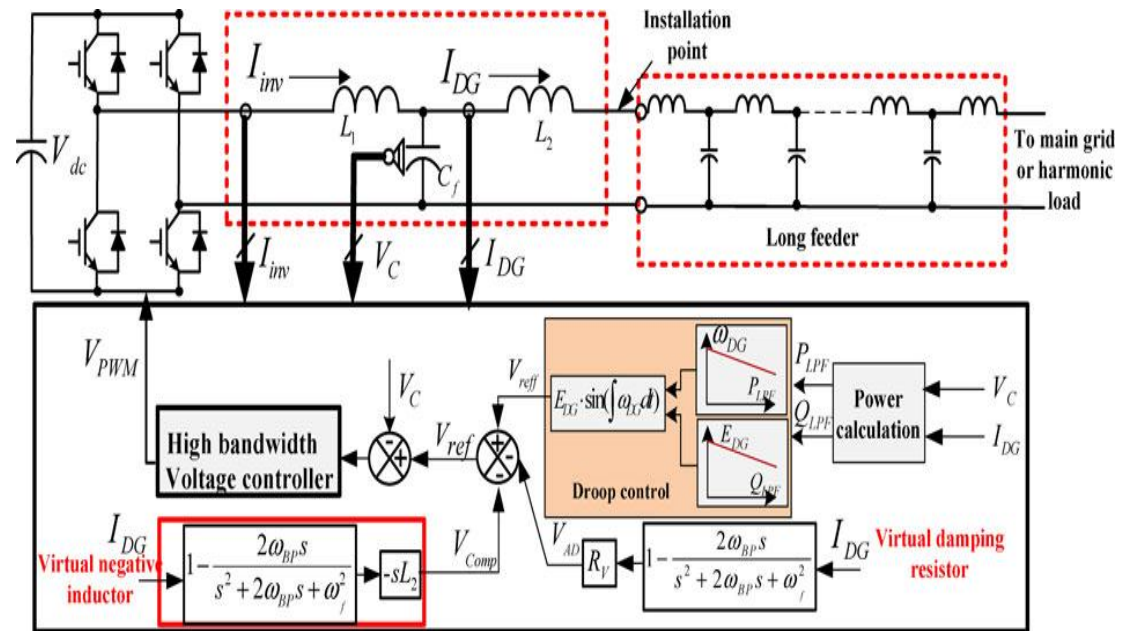 Installation
point
I_inv
I_DG
L_1
L_2
V_dc
C_f
To main grid
or harmonic
load
Long feeder
I_inv
V_C
I_DG
V_PWM
ω_DG
P_LPF
P_LPF
V_reff
E_DG·sin(∫ω_DG dt)
Power
calculation
V_C
V_C
Q_LPF
E_DG
I_DG
High bandwidth
Voltage controller
V_ref
- +
+ - -
Droop control
Q_LPF
I_DG
Virtual negative
inductor
1 - 2ω_BP s / (s² + 2ω_BP s + ω_f²)
-sL_2
V_Comp
V_AD
R_V
1 - 2ω_BP s / (s² + 2ω_BP s + ω_f²)
I_DG
Virtual damping
resistor